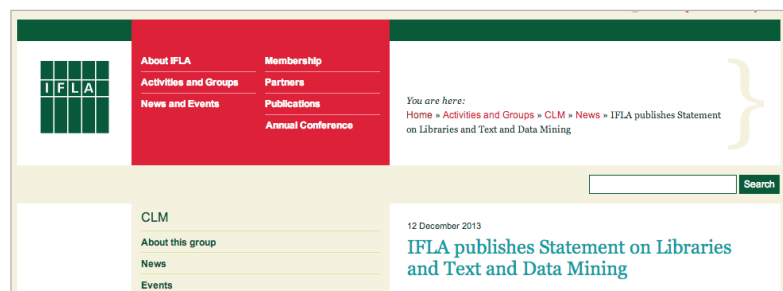 IFLA
About IFLA
Activities and Groups
News and Events
Membership
Partners
Publications
Annual Conference
You are here:
Home » Activities and Groups » CLM » News » IFLA publishes Statement
on Libraries and Text and Data Mining
Search
CLM
About this group
News
Events
12 December 2013
IFLA publishes Statement on Libraries
and Text and Data Mining